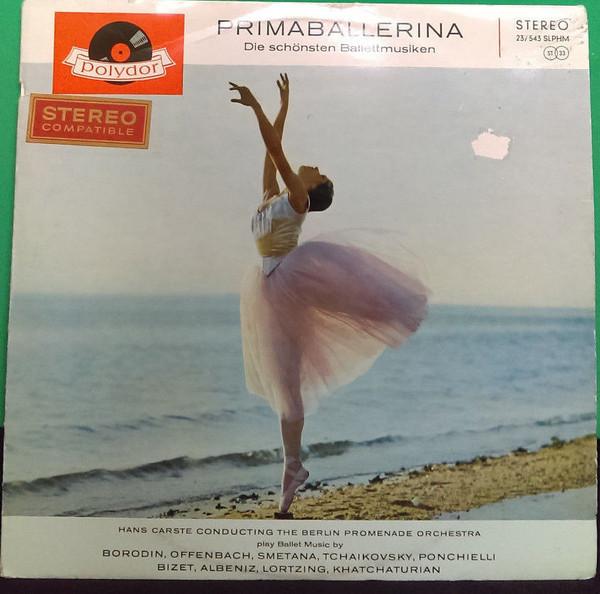 PRIMABALLERINA
Die schönsten Ballettmusiken
STEREO
23/543 SLPHM
ST 33
Polydor
STEREO
COMPATIBLE
HANS CARSTE CONDUCTING THE BERLIN PROMENADE ORCHESTRA
play Ballet Music by
BORODIN, OFFENBACH, SMETANA, TCHAIKOVSKY, PONCHIELLI
BIZET, ALBENIZ, LORTZING, KHATCHATURIAN